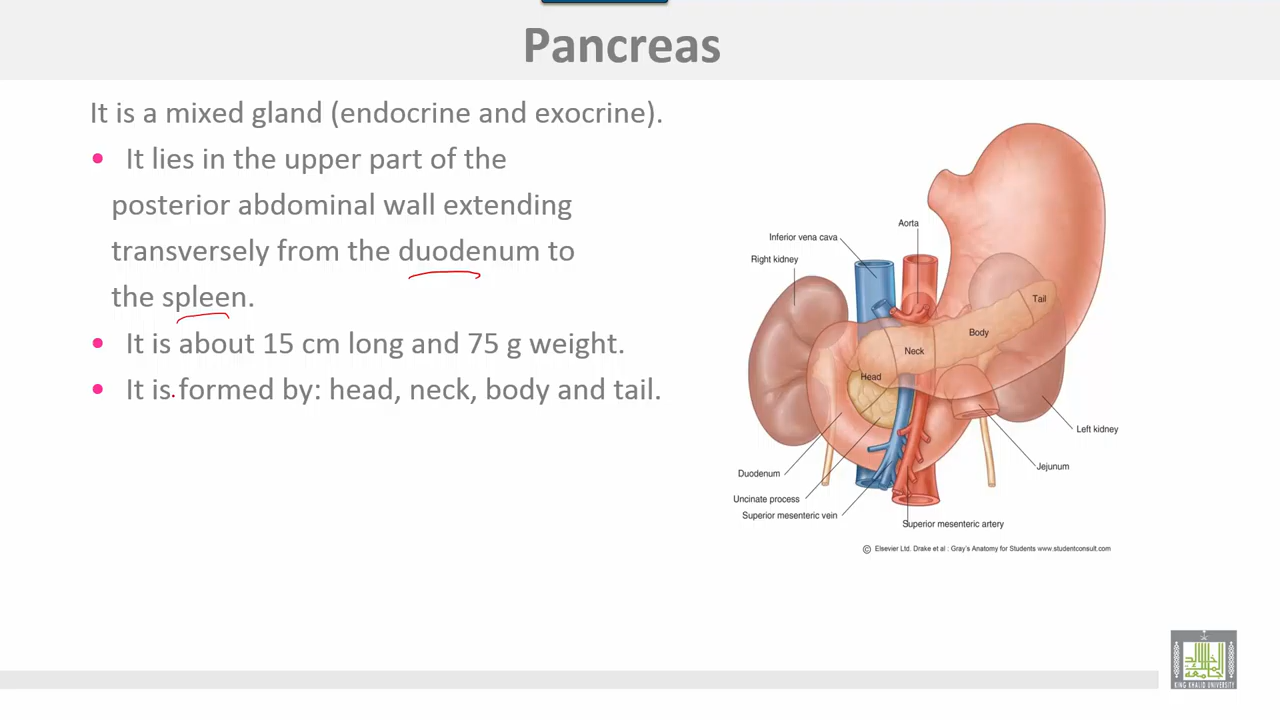 Pancreas
It is a mixed gland (endocrine and exocrine).
• It lies in the upper part of the
posterior abdominal wall extending
transversely from the duodenum to
the spleen.
• It is about 15 cm long and 75 g weight.
• It is formed by: head, neck, body and tail.
Aorta
Inferior vena cava
Right kidney
Tail
Body
Neck
Head
Left kidney
Jejunum
Duodenum
Uncinate process
Superior mesenteric vein
Superior mesenteric artery
© Elsevier Ltd. Drake et al : Gray's Anatomy for Students www.studentconsult.com
KING KHALID UNIVERSITY